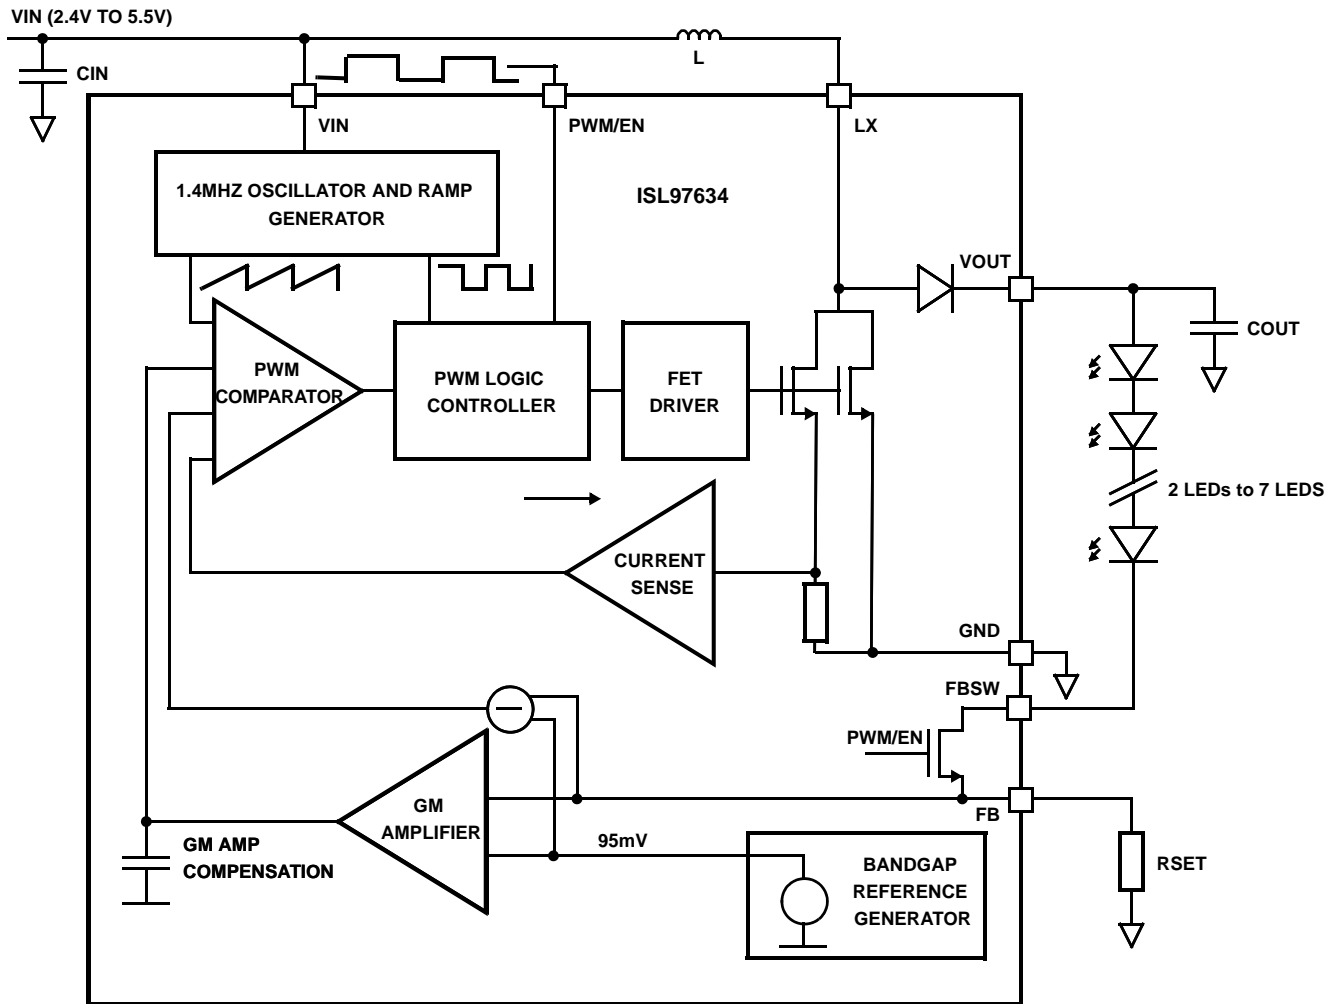 VIN (2.4V TO 5.5V)
L
CIN
VIN
PWM/EN
LX
1.4MHZ OSCILLATOR AND RAMP
GENERATOR
ISL97634
VOUT
COUT
PWM
COMPARATOR
PWM LOGIC
CONTROLLER
FET
DRIVER
2 LEDs to 7 LEDS
CURRENT
SENSE
GND
FBSW
PWM/EN
GM
AMPLIFIER
FB
95mV
GM AMP
COMPENSATION
BANDGAP
REFERENCE
GENERATOR
RSET